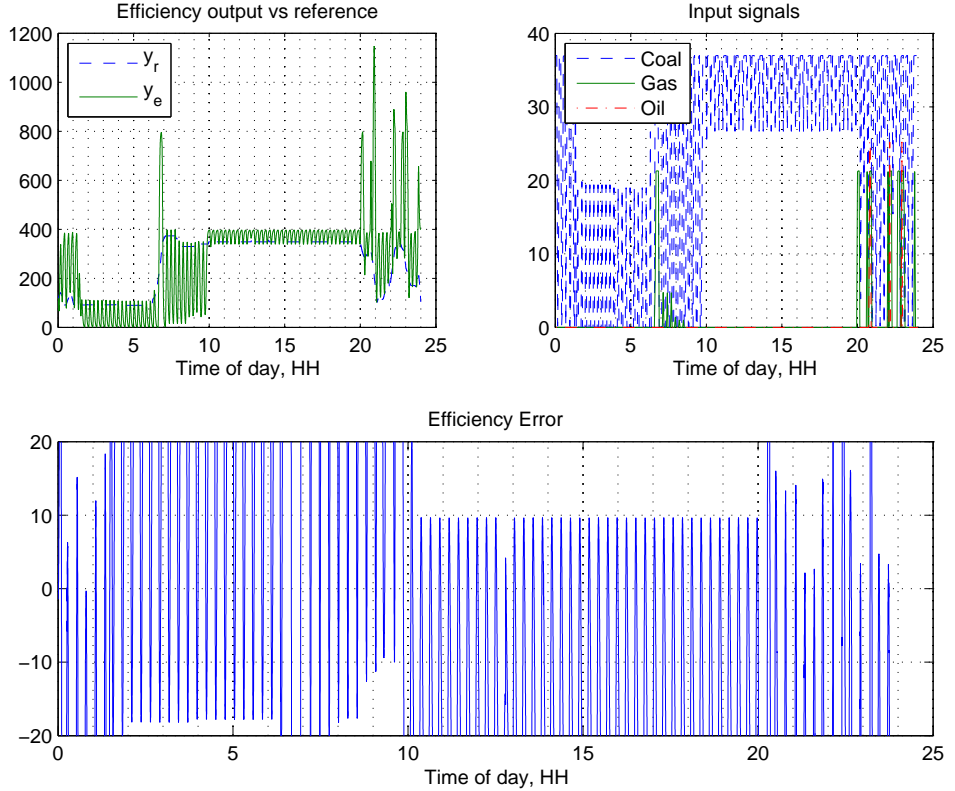 Efficiency output vs reference
1200
1000
800
600
400
200
0
y_r
y_e
0 5 10 15 20 25
Time of day, HH
Input signals
40
30
20
10
0
Coal
Gas
Oil
0 5 10 15 20 25
Time of day, HH
Efficiency Error
20
10
0
−10
−20
0 5 10 15 20 25
Time of day, HH